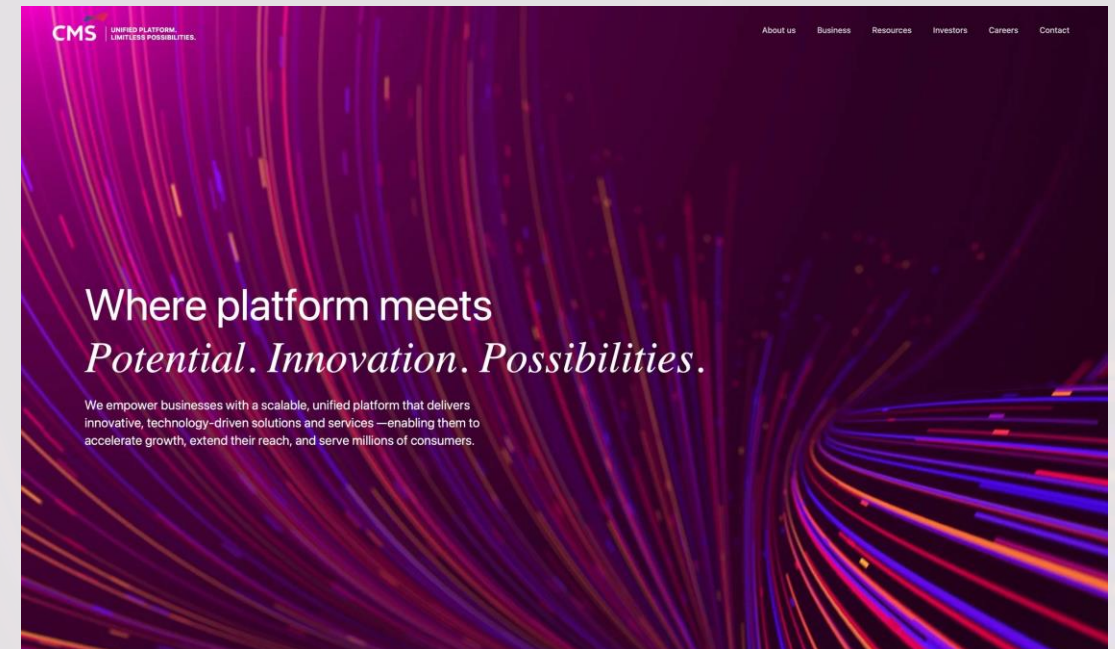 CMS
UNIFIED PLATFORM.
LIMITLESS POSSIBILITIES.
About us
Business
Resources
Investors
Careers
Contact
Where platform meets
Potential. Innovation. Possibilities.
We empower businesses with a scalable, unified platform that delivers
innovative, technology-driven solutions and services —enabling them to
accelerate growth, extend their reach, and serve millions of consumers.